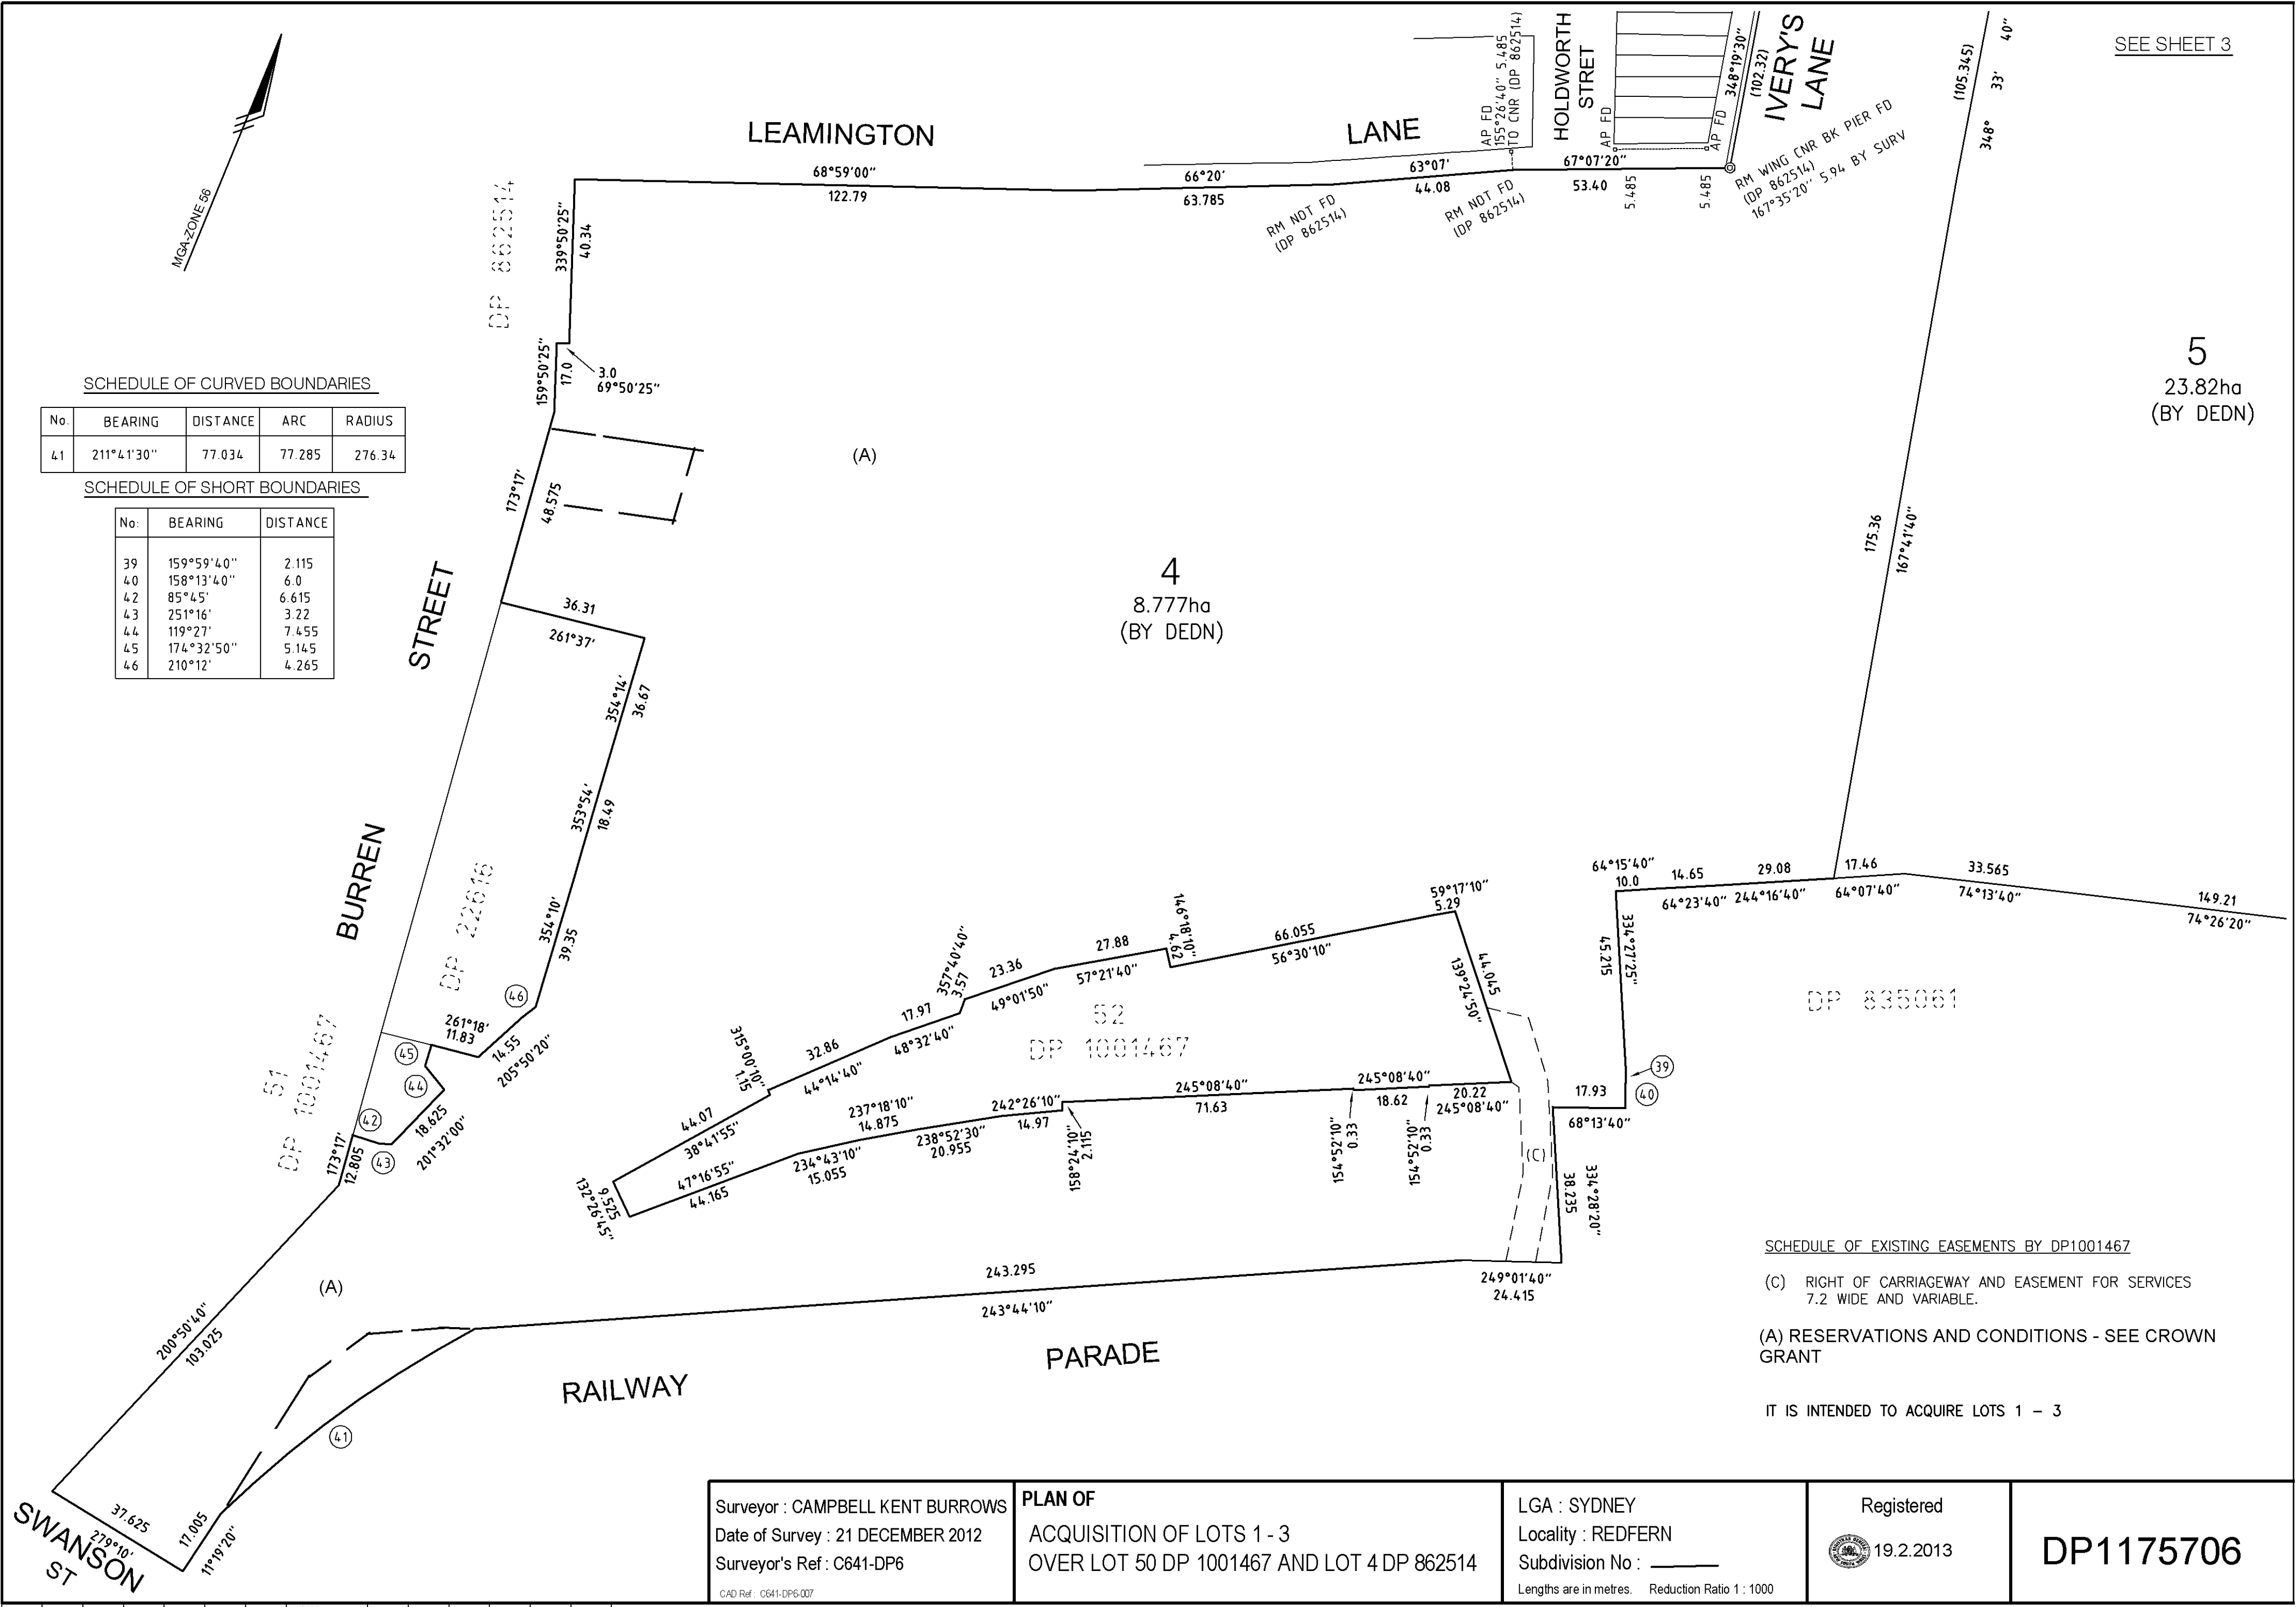 SEE SHEET 3
MGA-ZONE 56
LEAMINGTON
LANE
HOLDWORTH
STRET
IVERY'S
LANE
348°19'30"
(102.32)
(105.345)
348° 33' 40"
AP FD
155°26'40" 5.485
TO CNR (DP 862514)
AP FD
AP FD
68°59'00"
122.79
66°20'
63.785
63°07'
44.08
67°07'20"
53.40
5.485
5.485
RM NOT FD
(DP 862514)
RM NOT FD
(DP 862514)
RM WING CNR BK PIER FD
(DP 862514)
167°35'20" 5.94 BY SURV
DP 862514
339°50'25"
40.34
159°50'25"
17.0
3.0
69°50'25"
173°17'
48.575
(A)
4
8.777ha
(BY DEDN)
5
23.82ha
(BY DEDN)
175.36
167°41'40"
SCHEDULE OF CURVED BOUNDARIES
No. BEARING DISTANCE ARC RADIUS
41 211°41'30" 77.034 77.285 276.34
SCHEDULE OF SHORT BOUNDARIES
No: BEARING DISTANCE
39 159°59'40" 2.115
40 158°13'40" 6.0
42 85°45' 6.615
43 251°16' 3.22
44 119°27' 7.455
45 174°32'50" 5.145
46 210°12' 4.265
BURREN
STREET
36.31
261°37'
354°14'
36.67
353°54'
18.49
354°10'
39.35
DP 22616
46
261°18'
11.83
14.55
205°50'20"
45
44
42
43
18.625
201°32'00"
51
DP 1001467
173°17'
12.805
200°50'40"
103.025
(A)
37.625
279°10'
17.005
11°19'20"
SWANSON
ST
41
RAILWAY
PARADE
243.295
243°44'10"
249°01'40"
24.415
9.525
132°26'45"
44.07
38°41'55"
315°00'10"
1.15
32.86
44°14'40"
17.97
48°32'40"
357°40'40"
3.57
23.36
49°01'50"
27.88
57°21'40"
146°18'10"
4.62
66.055
56°30'10"
59°17'10"
5.29
44.045
139°24'50"
52
DP 1001467
47°16'55"
44.165
234°43'10"
15.055
237°18'10"
14.875
238°52'30"
20.955
242°26'10"
14.97
158°24'10"
2.115
245°08'40"
71.63
154°52'10"
0.33
245°08'40"
18.62
154°52'10"
0.33
20.22
245°08'40"
(C)
64°15'40"
10.0
14.65
64°23'40"
29.08
244°16'40"
17.46
64°07'40"
33.565
74°13'40"
149.21
74°26'20"
334°27'25"
45.215
39
40
17.93
68°13'40"
38.235
334°28'20"
DP 835061
SCHEDULE OF EXISTING EASEMENTS BY DP1001467
(C) RIGHT OF CARRIAGEWAY AND EASEMENT FOR SERVICES
7.2 WIDE AND VARIABLE.
(A) RESERVATIONS AND CONDITIONS - SEE CROWN
GRANT
IT IS INTENDED TO ACQUIRE LOTS 1 - 3
Surveyor : CAMPBELL KENT BURROWS
Date of Survey : 21 DECEMBER 2012
Surveyor's Ref : C641-DP6
CAD Ref : C641-DP6-007
PLAN OF
ACQUISITION OF LOTS 1 - 3
OVER LOT 50 DP 1001467 AND LOT 4 DP 862514
LGA : SYDNEY
Locality : REDFERN
Subdivision No :
Lengths are in metres. Reduction Ratio 1 : 1000
Registered
19.2.2013
DP1175706